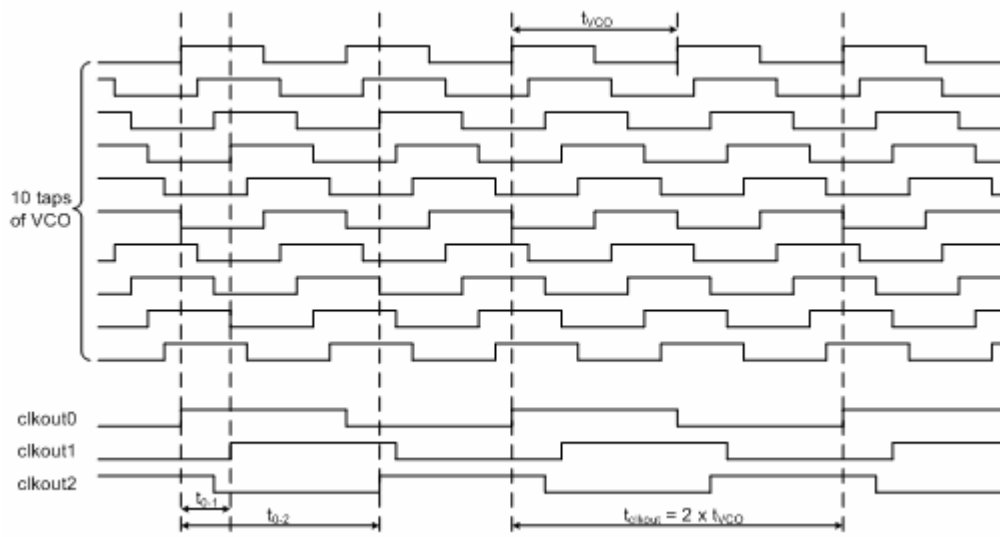 tVCO
10 taps
of VCO
clkout0
clkout1
clkout2
t0-1
t0-2
tclkout = 2 x tVCO